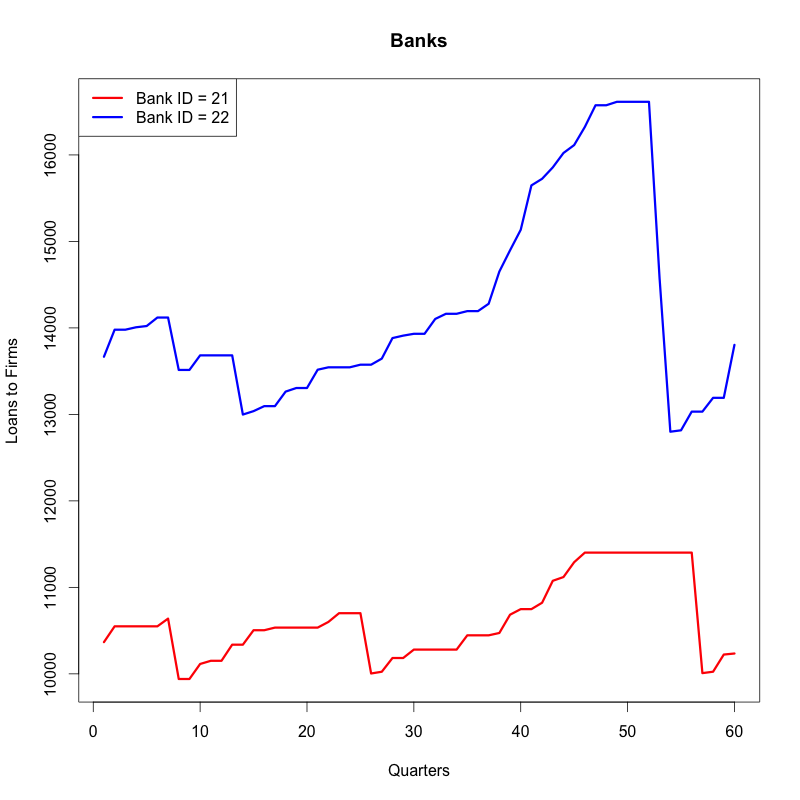 Banks
Bank ID = 21
Bank ID = 22
Loans to Firms
16000
15000
14000
13000
12000
11000
10000
0 10 20 30 40 50 60
Quarters